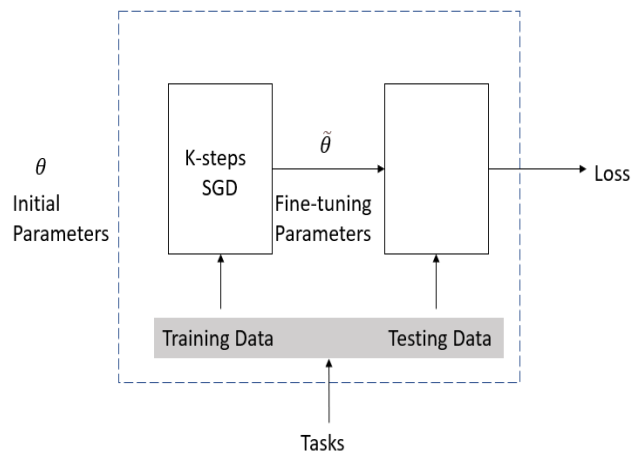 θ
Initial
Parameters
K-steps
SGD
θ̃
Fine-tuning
Parameters
Loss
Training Data
Testing Data
Tasks